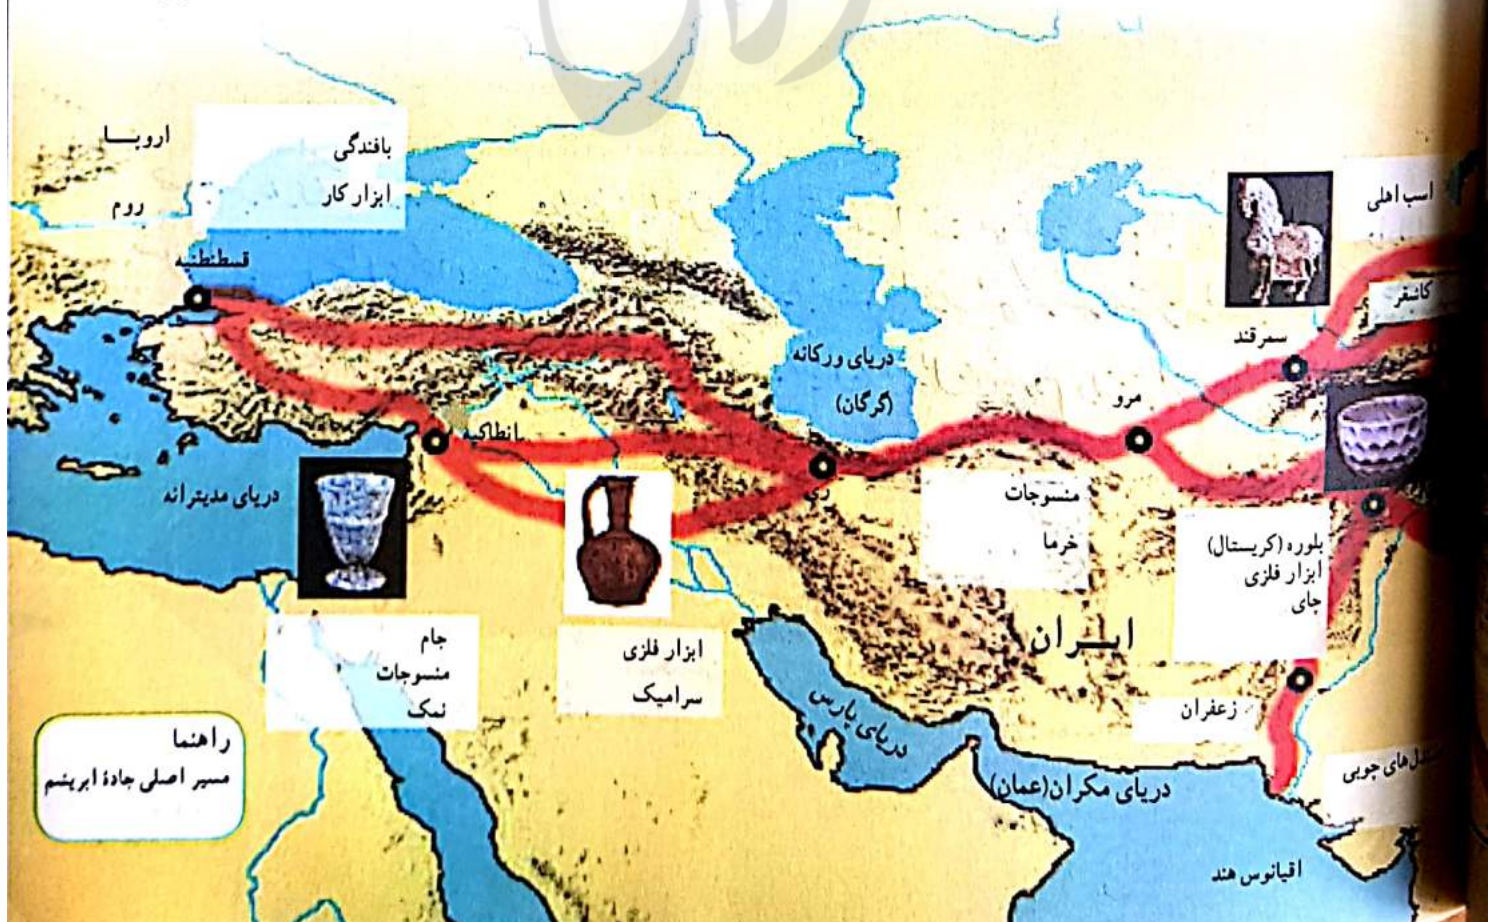 اروپا
روم
بافندگی
ابزار کار
قسطنطنیه
اسب اهلی
کاشغر
سمرقند
دریای ورکانه
(گرگان)
مرو
انطاکیه
ری
دریای مدیترانه
منسوجات
خرما
بلوره (کریستال)
ابزار فلزی
چای
ایران
جام
منسوجات
نمک
ابزار فلزی
سرامیک
دریای پارس
زعفران
راهنما
مسیر اصلی جادهٔ ابریشم
دریای مکران(عمان)
چوبی
اقیانوس هند